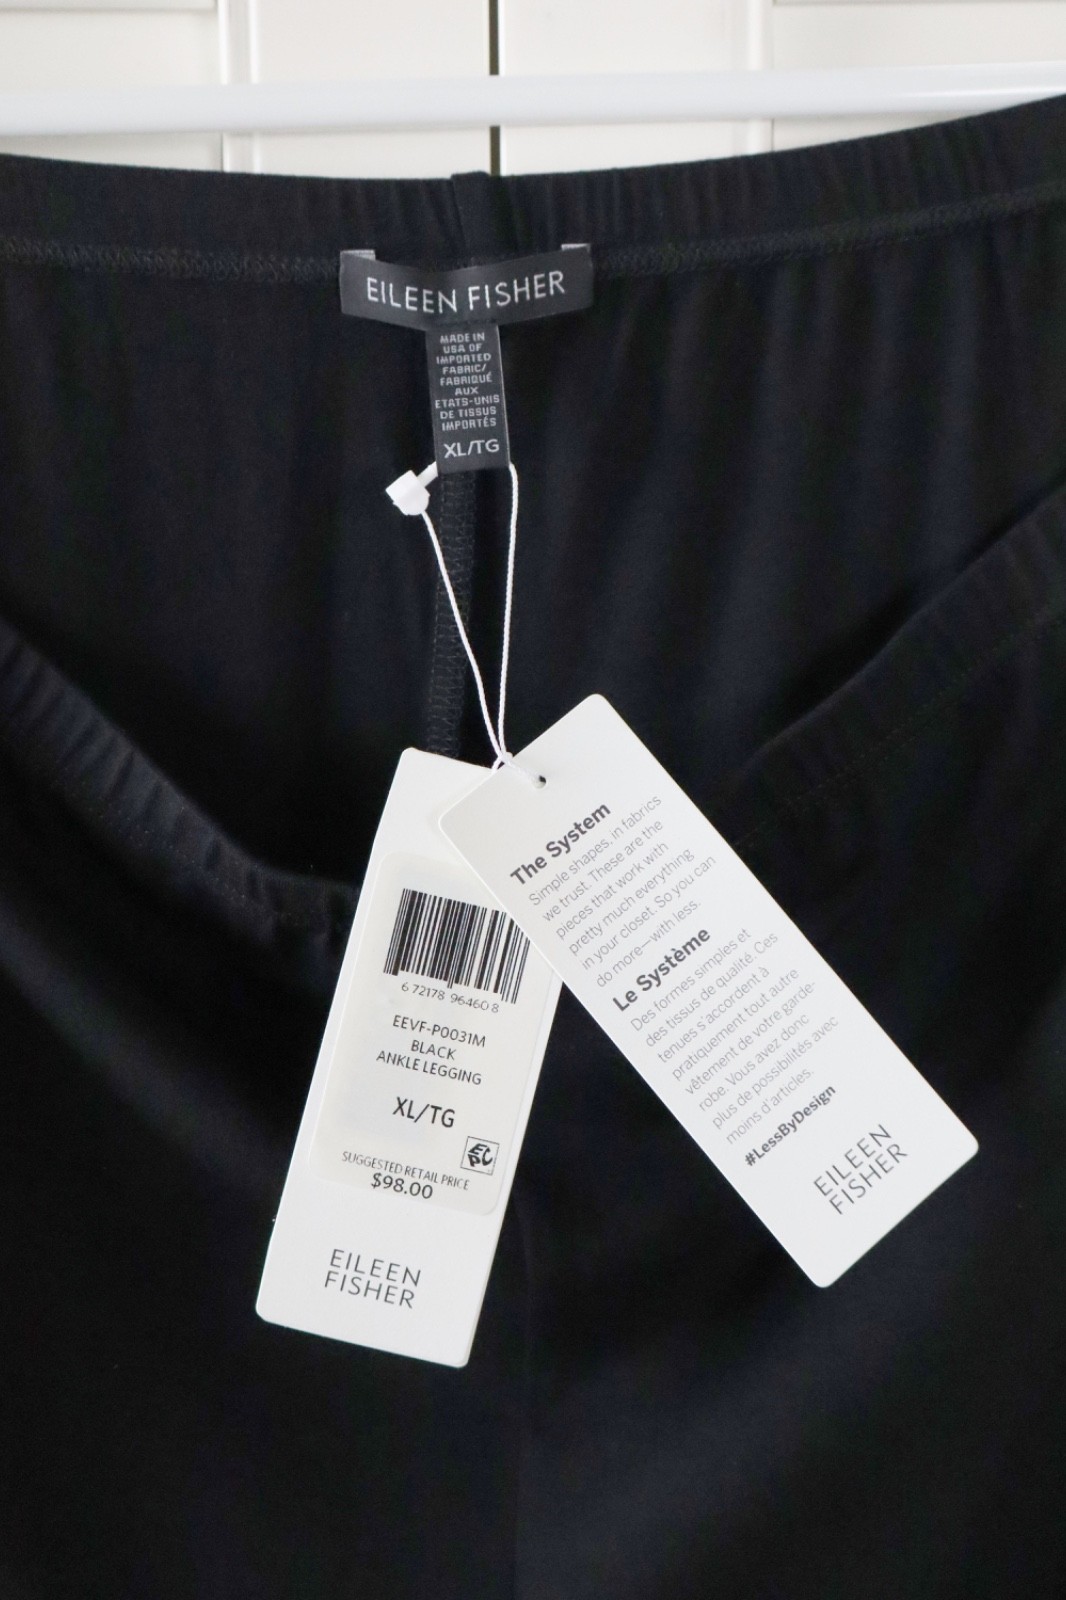 EILEEN FISHER
MADE IN
USA OF
IMPORTED
FABRIC/
FABRIQUÉ
AUX
ETATS-UNIS
DE TISSUS
IMPORTÉS
XL/TG
6 72178 96460 8
EEVF-P0031M
BLACK
ANKLE LEGGING
XL/TG
EC
PC
SUGGESTED RETAIL PRICE
$98.00
EILEEN
FISHER
The System
Simple shapes, in fabrics
we trust. These are the
pieces that work with
pretty much everything
in your closet. So you can
do more—with less.
Le Système
Des formes simples et
des tissus de qualité. Ces
tenues s'accordent à
pratiquement tout autre
vêtement de votre garde-
robe. Vous avez donc
plus de possibilités avec
moins d'articles.
#LessByDesign
EILEEN
FISHER